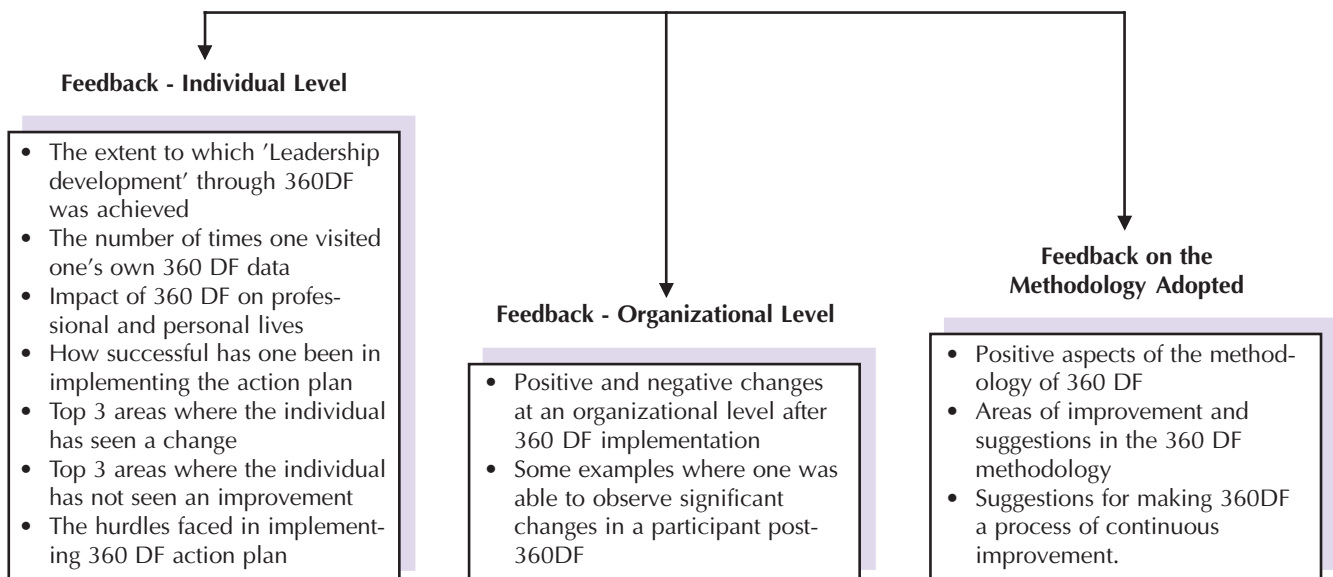 Feedback - Individual Level
• The extent to which ’Leadership
development’ through 360DF
was achieved
• The number of times one visited
one’s own 360 DF data
• Impact of 360 DF on profes-
sional and personal lives
• How successful has one been in
implementing the action plan
• Top 3 areas where the individual
has seen a change
• Top 3 areas where the individual
has not seen an improvement
• The hurdles faced in implement-
ing 360 DF action plan
Feedback - Organizational Level
• Positive and negative changes
at an organizational level after
360 DF implementation
• Some examples where one was
able to observe significant
changes in a participant post-
360DF
Feedback on the
Methodology Adopted
• Positive aspects of the method-
ology of 360 DF
• Areas of improvement and
suggestions in the 360 DF
methodology
• Suggestions for making 360DF
a process of continuous
improvement.